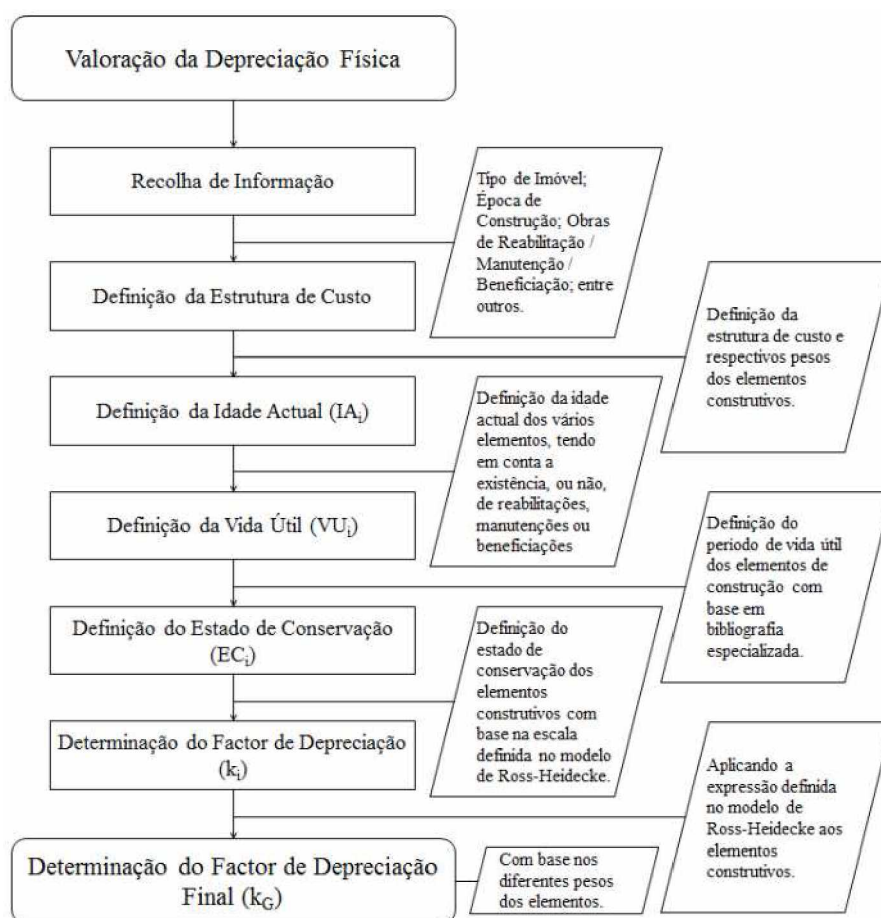 Valoração da Depreciação Física
Recolha de Informação
Tipo de Imóvel;
Época de
Construção; Obras
de Reabilitação /
Manutenção /
Beneficiação; entre
outros.
Definição da Estrutura de Custo
Definição da
estrutura de custo e
respectivos pesos
dos elementos
construtivos.
Definição da Idade Actual (IAi)
Definição da idade
actual dos vários
elementos, tendo
em conta a
existência, ou não,
de reabilitações,
manutenções ou
beneficiações
Definição da Vida Útil (VUi)
Definição do
período de vida útil
dos elementos de
construção com
base em
bibliografia
especializada.
Definição do Estado de Conservação
(ECi)
Definição do
estado de
conservação dos
elementos
construtivos com
base na escala
definida no modelo
de Ross-Heidecke.
Determinação do Factor de Depreciação
(ki)
Aplicando a
expressão definida
no modelo de
Ross-Heidecke aos
elementos
construtivos.
Determinação do Factor de Depreciação
Final (kG)
Com base nos
diferentes pesos
dos elementos.